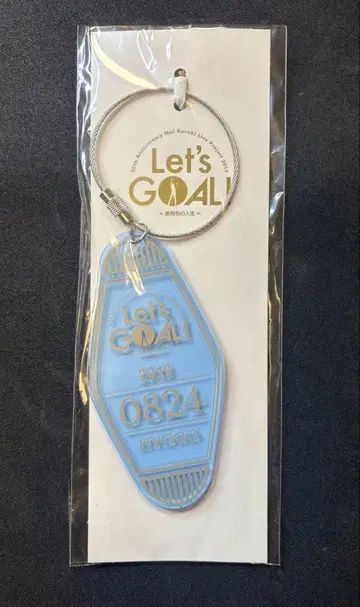 20th Anniversary Mai Kuraki Live Project 2019
Let's
GOAL!
～薔薇色の人生～
Let's
GOAL!
2019
0824
HYOGO